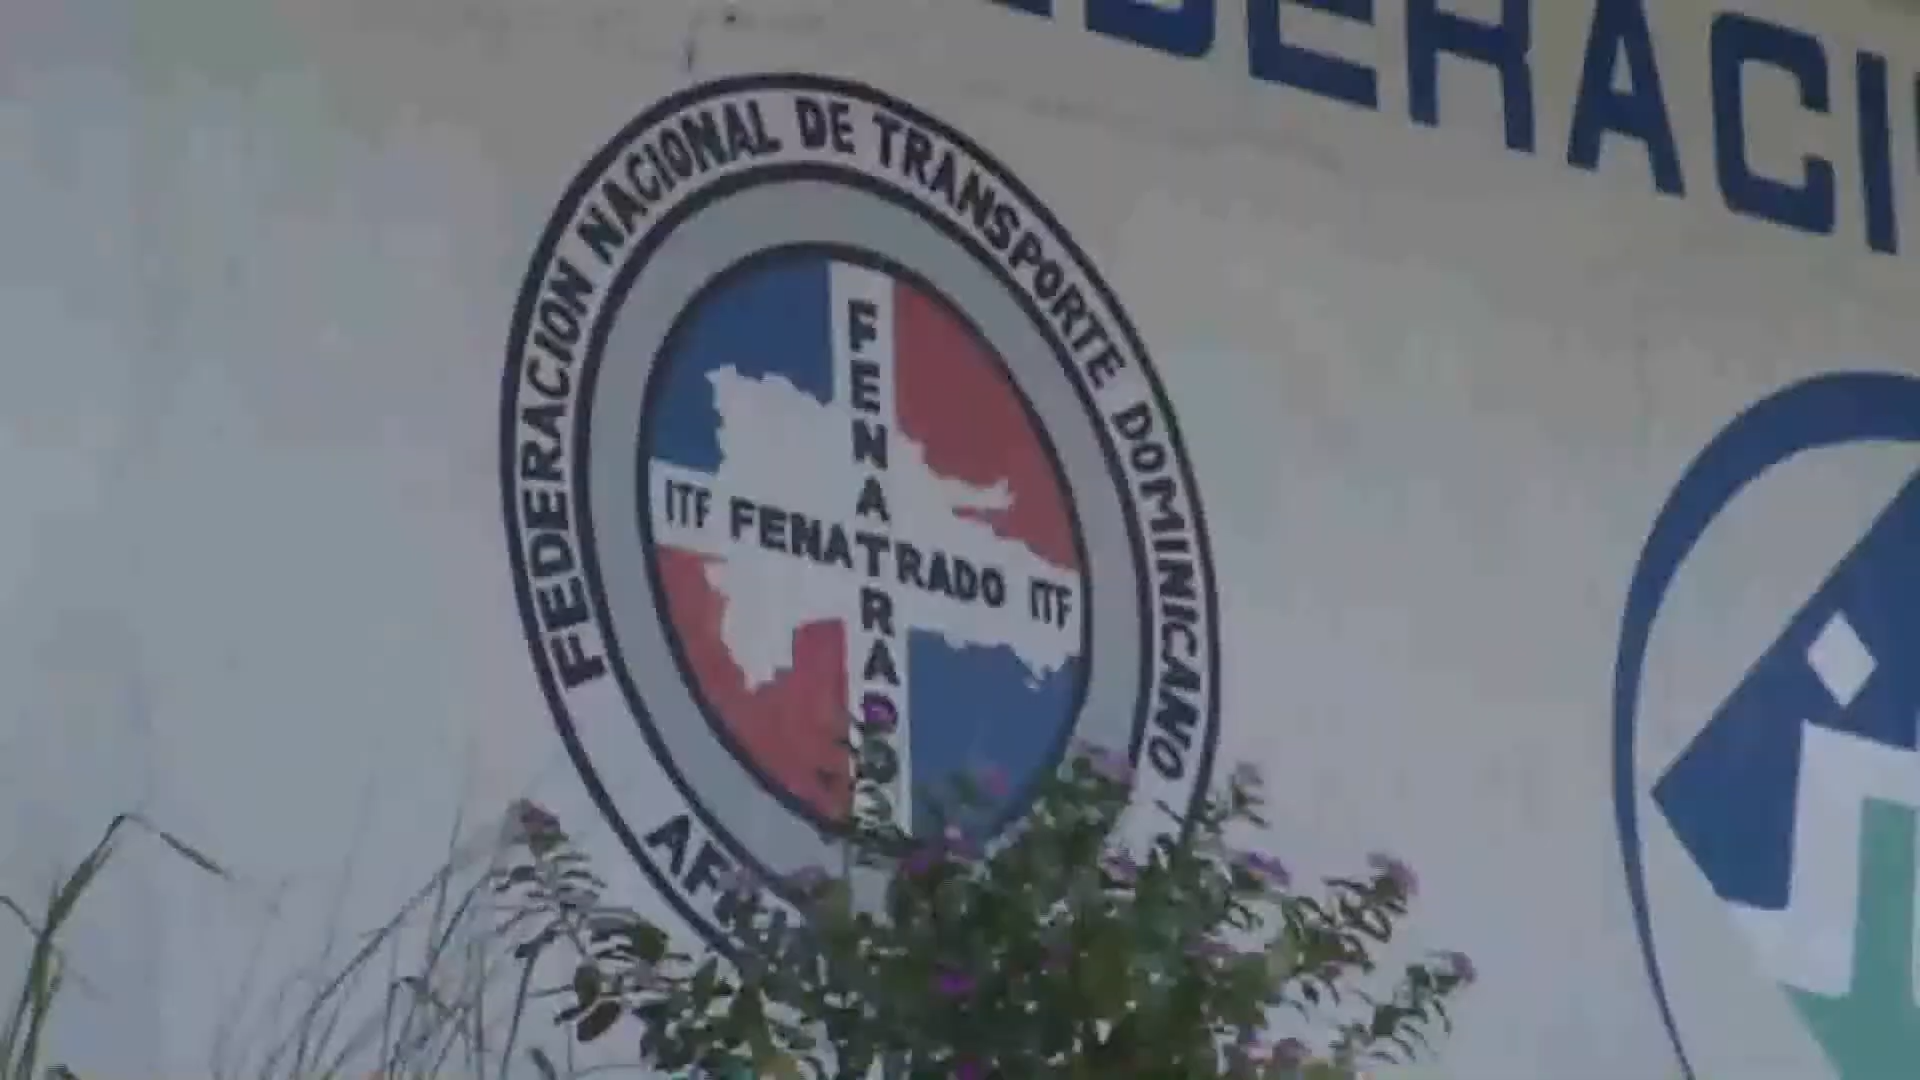 FEDERACION NACIONAL DE TRANSPORTE DOMINICANO
FENATRADO
ITF FENATRADO ITF